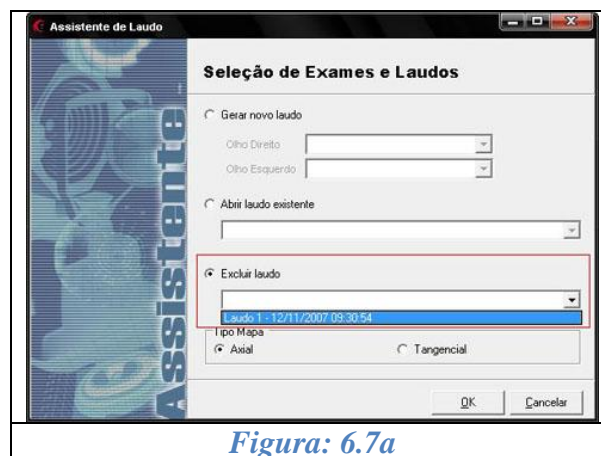 Assistente de Laudo
Assistente
Seleção de Exames e Laudos
Gerar novo laudo
Olho Direito
Olho Esquerdo
Abrir laudo existente
Excluir laudo
Laudo 1 - 12/11/2007 09:30:54
Tipo Mapa
Axial
Tangencial
OK
Cancelar
Figura: 6.7a